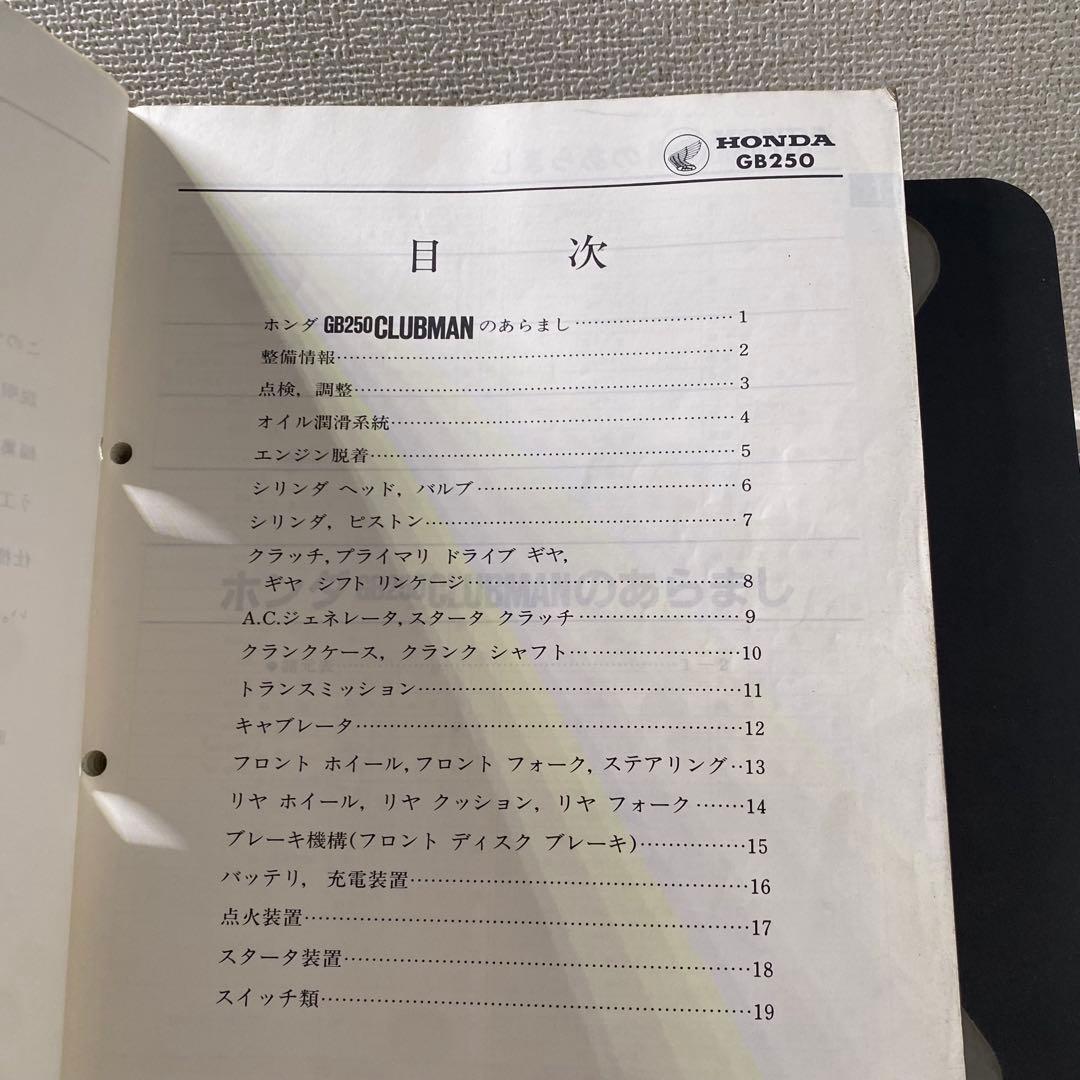 HONDA
GB250
目 次
ホンダ GB250 CLUBMAN のあらまし……………………1
整備情報……………………2
点検, 調整……………………3
オイル潤滑系統……………………4
エンジン脱着……………………5
シリンダ ヘッド, バルブ……………………6
シリンダ, ピストン……………………7
クラッチ, プライマリ ドライブ ギヤ,
ギヤ シフト リンケージ……………………8
A.C.ジェネレータ, スタータ クラッチ……………………9
クランクケース, クランク シャフト……………………10
トランスミッション……………………11
キャブレータ……………………12
フロント ホイール, フロント フォーク, ステアリング‥13
リヤ ホイール, リヤ クッション, リヤ フォーク……14
ブレーキ機構(フロント ディスク ブレーキ)……………15
バッテリ, 充電装置……………………16
点火装置……………………17
スタータ装置……………………18
スイッチ類……………………19